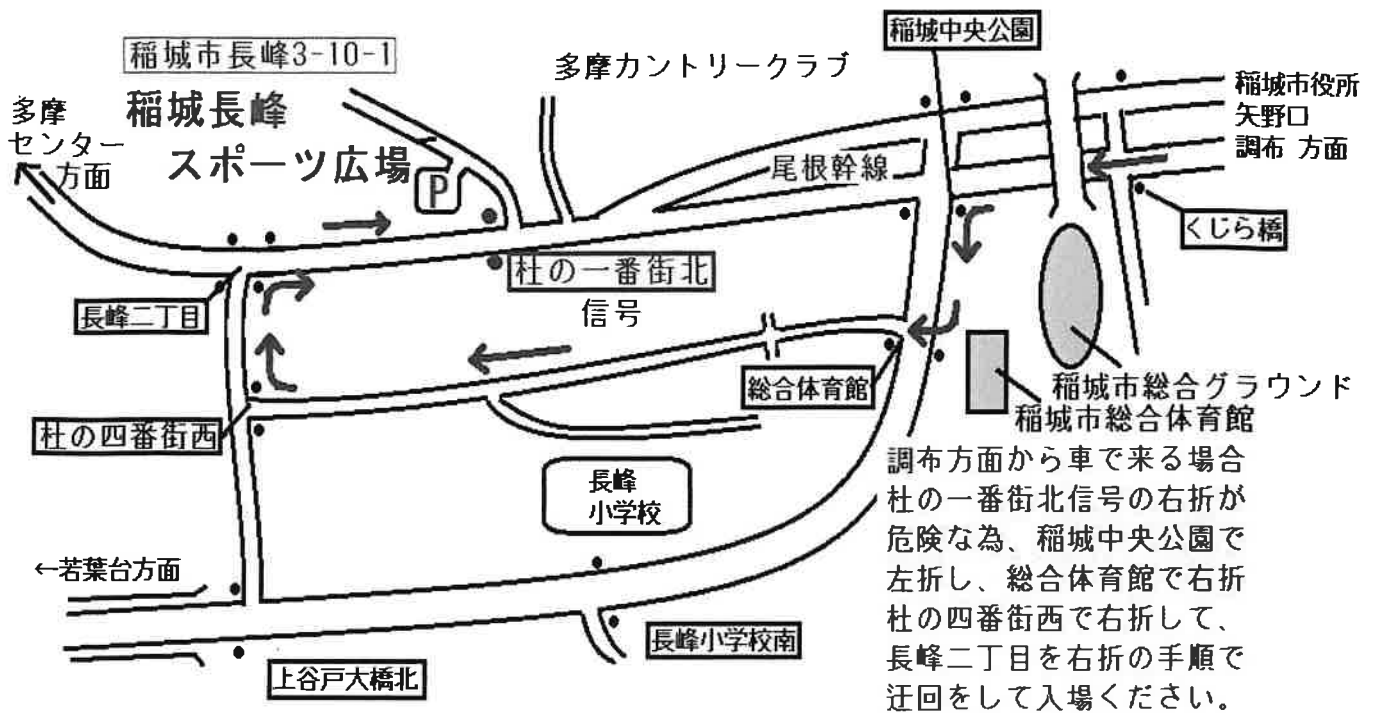 稲城中央公園
稲城市長峰3-10-1
多摩カントリークラブ
稲城市役所
矢野口
調布 方面
多摩
センター
方面
稲城長峰
スポーツ広場
P
尾根幹線
くじら橋
杜の一番街北
信号
長峰二丁目
総合体育館
稲城市総合グラウンド
稲城市総合体育館
杜の四番街西
長峰
小学校
調布方面から車で来る場合
杜の一番街北信号の右折が
危険な為、稲城中央公園で
左折し、総合体育館で右折
杜の四番街西で右折して、
長峰二丁目を右折の手順で
迂回をして入場ください。
←若葉台方面
長峰小学校南
上谷戸大橋北